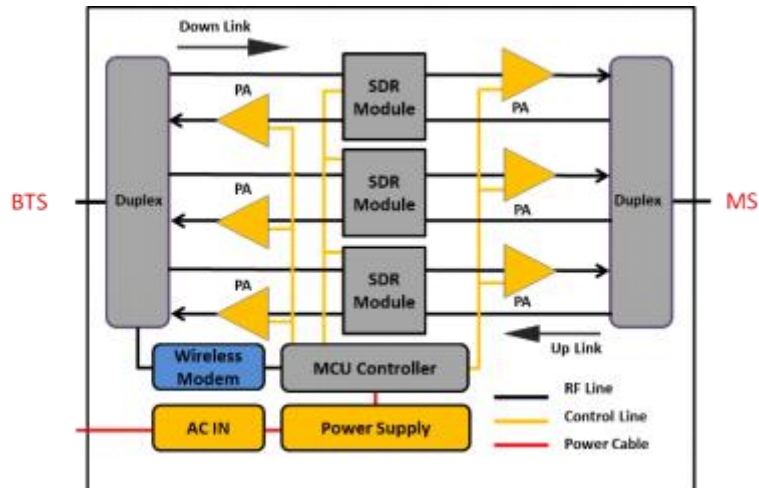 Down Link
SDR
Module
PA
PA
SDR
Module
PA
PA
BTS
Duplex
Duplex
MS
SDR
Module
PA
PA
Up Link
Wireless
Modem
MCU Controller
RF Line
AC IN
Power Supply
Control Line
Power Cable